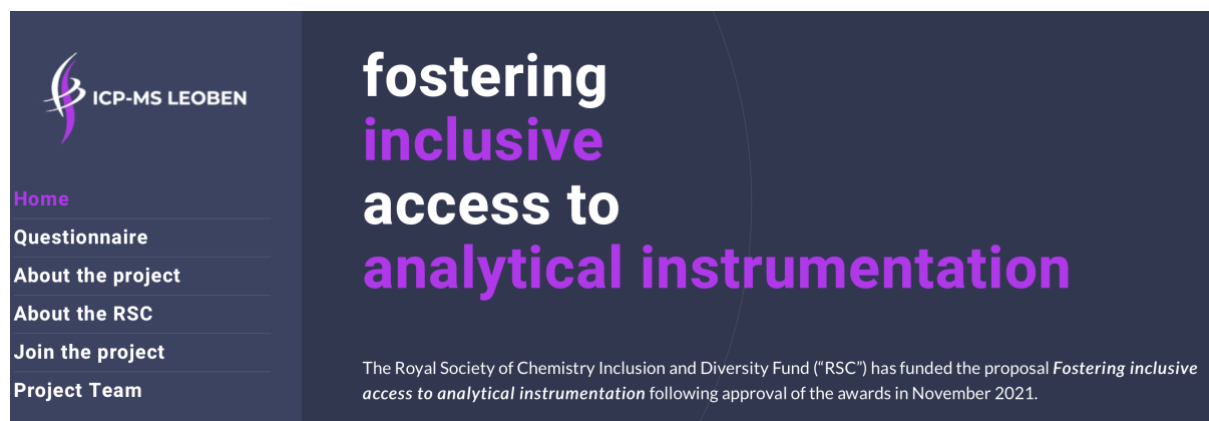 ICP-MS LEOBEN
Home
Questionnaire
About the project
About the RSC
Join the project
Project Team
fostering
inclusive
access to
analytical instrumentation
The Royal Society of Chemistry Inclusion and Diversity Fund (“RSC”) has funded the proposal Fostering inclusive
access to analytical instrumentation following approval of the awards in November 2021.